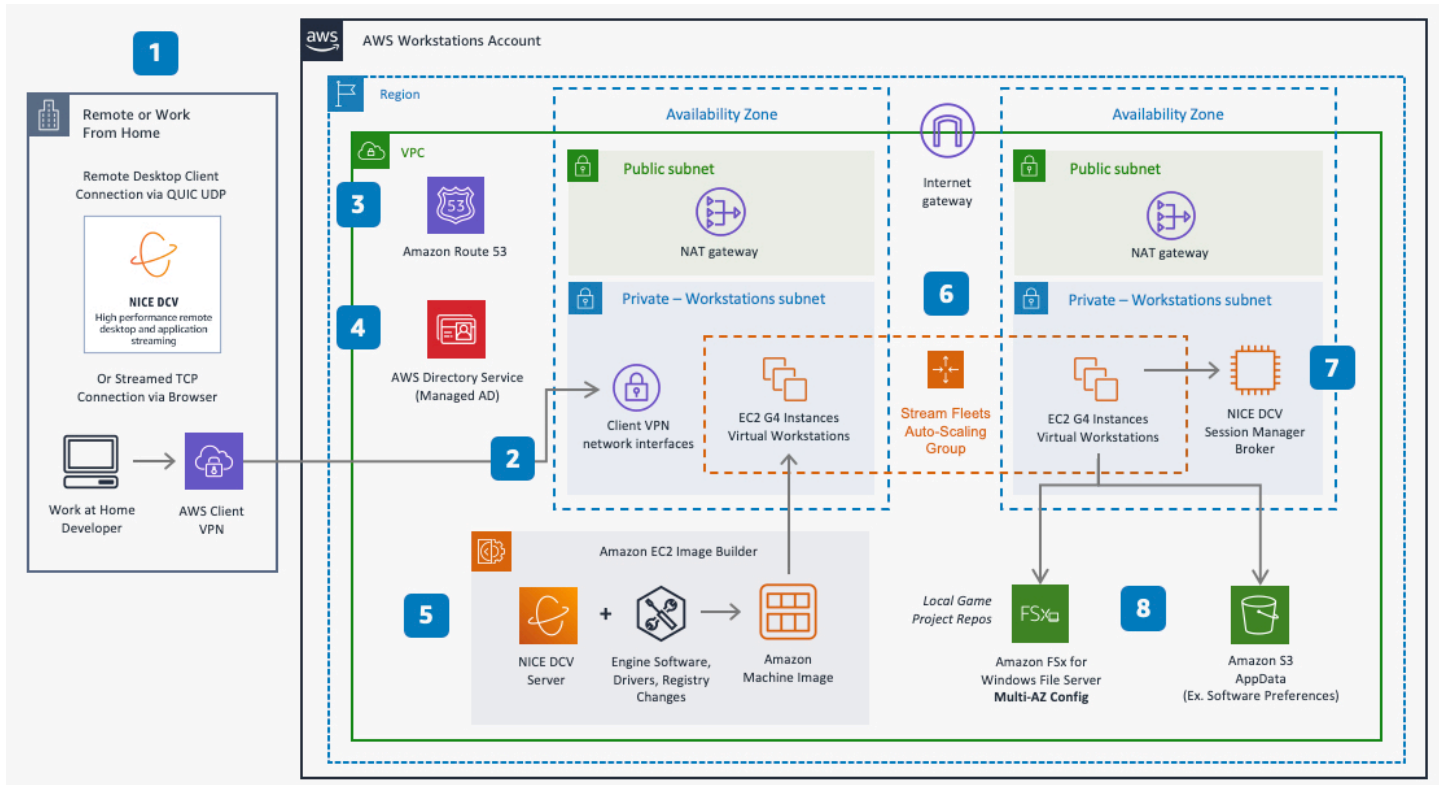 1
aws
AWS Workstations Account
Region
Availability Zone
Availability Zone
Remote or Work
From Home
VPC
Remote Desktop Client
Connection via QUIC UDP
NICE DCV
High performance remote
desktop and application
streaming
Or Streamed TCP
Connection via Browser
Work at Home
Developer
AWS Client
VPN
2
3
53
Amazon Route 53
4
AWS Directory Service
(Managed AD)
Public subnet
NAT gateway
Private – Workstations subnet
Client VPN
network interfaces
EC2 G4 Instances
Virtual Workstations
Internet
gateway
6
Stream Fleets
Auto-Scaling
Group
Public subnet
NAT gateway
Private – Workstations subnet
EC2 G4 Instances
Virtual Workstations
7
NICE DCV
Session Manager
Broker
5
Amazon EC2 Image Builder
NICE DCV
Server
+
Engine Software,
Drivers, Registry
Changes
Amazon
Machine Image
Local Game
Project Repos
FSx
8
Amazon FSx for
Windows File Server
Multi-AZ Config
Amazon S3
AppData
(Ex. Software Preferences)